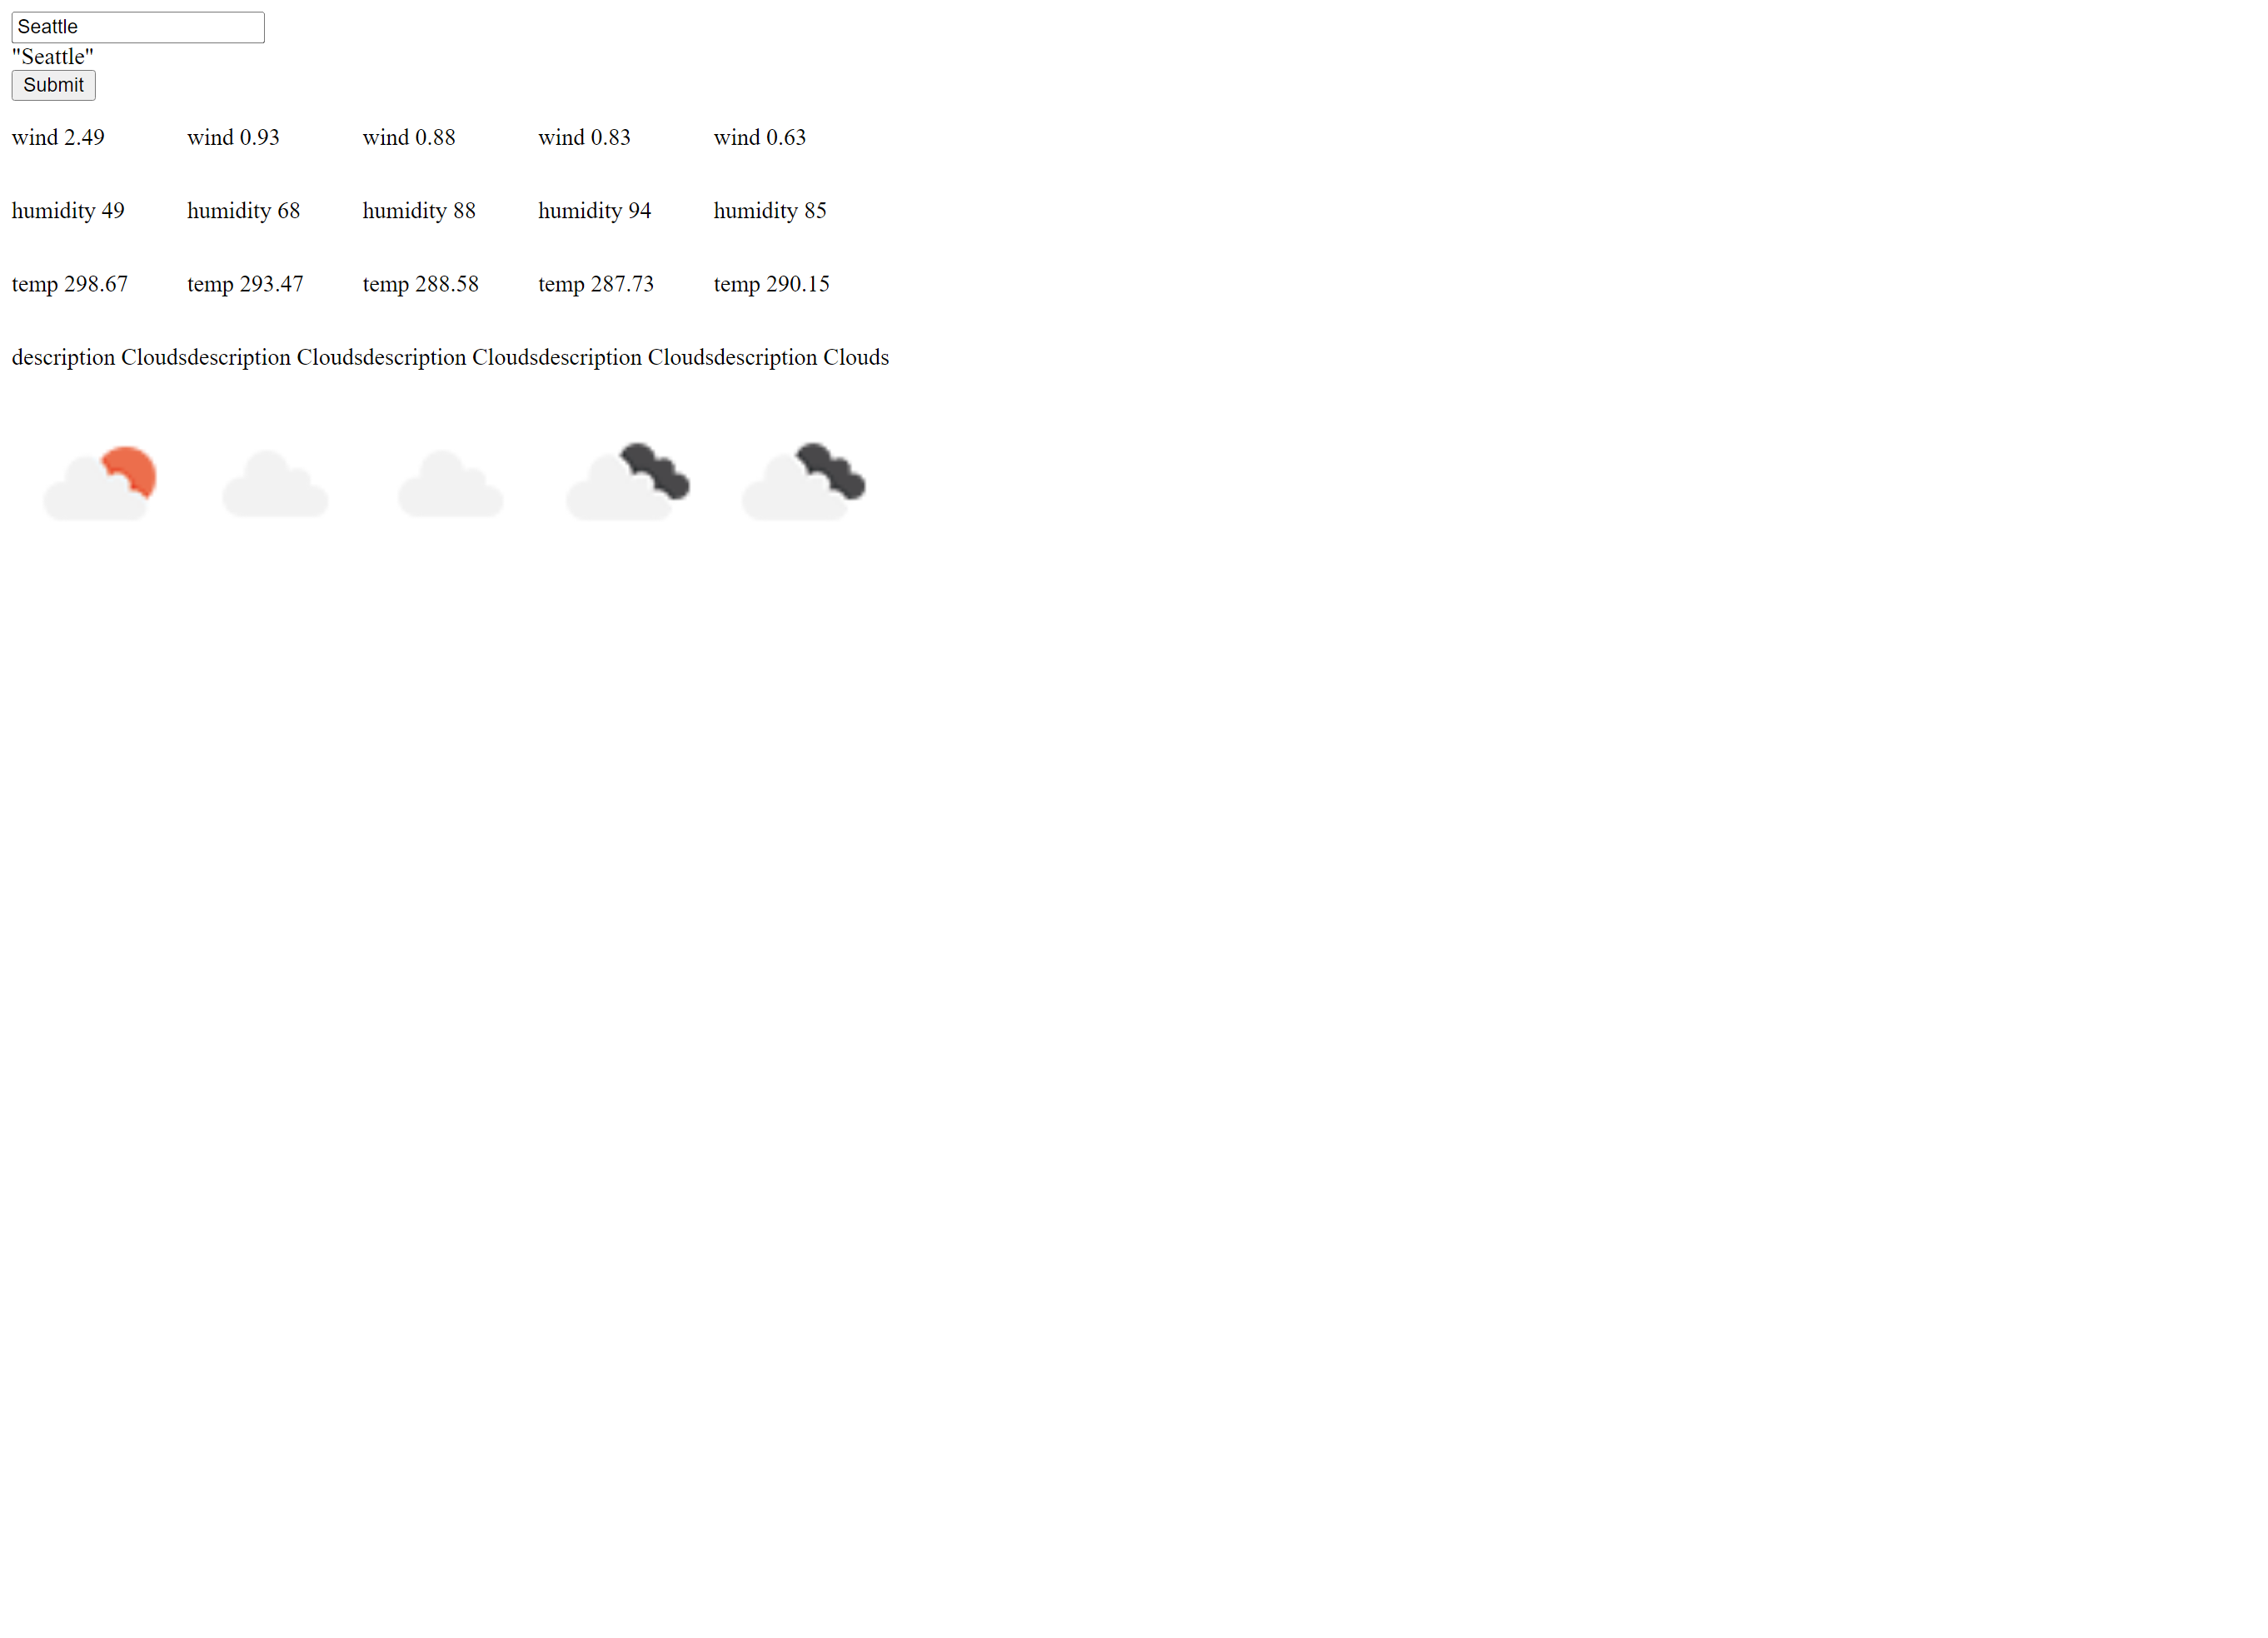 Seattle
"Seattle"
Submit
wind 2.49 wind 0.93 wind 0.88 wind 0.83 wind 0.63
humidity 49 humidity 68 humidity 88 humidity 94 humidity 85
temp 298.67 temp 293.47 temp 288.58 temp 287.73 temp 290.15
description Cloudsdescription Cloudsdescription Cloudsdescription Cloudsdescription Clouds